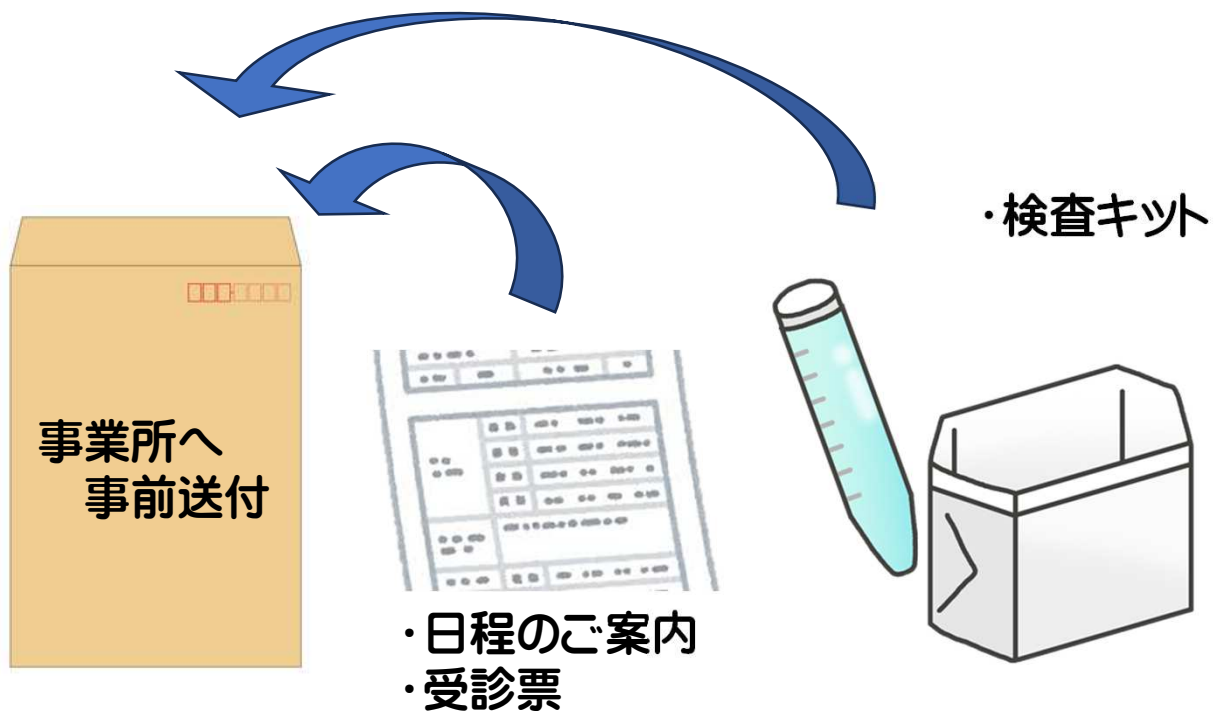 ・検査キット
事業所へ
事前送付
・日程のご案内
・受診票